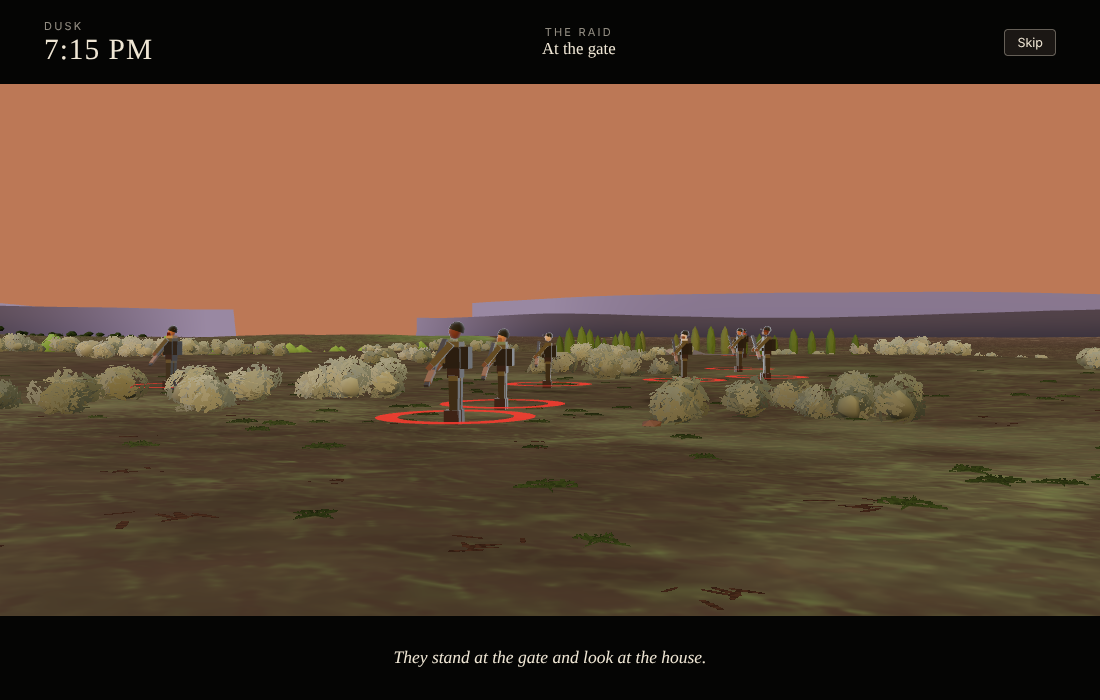 DUSK
7:15 PM
THE RAID
At the gate
Skip
They stand at the gate and look at the house.